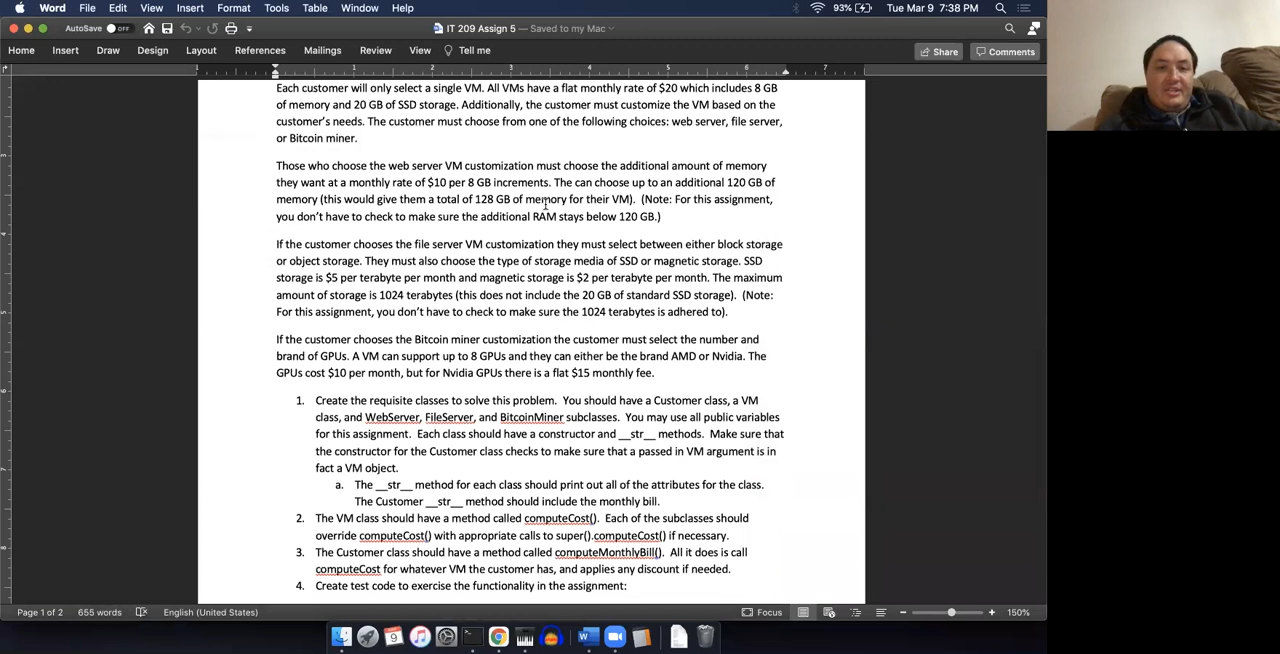 Word File Edit View Insert Format Tools Table Window Help 93% Tue Mar 9 7:38 PM
AutoSave OFF IT 209 Assign 5 — Saved to my Mac
Home Insert Draw Design Layout References Mailings Review View Tell me Share Comments
1 1 2 3 4 5 6 7
Each customer will only select a single VM. All VMs have a flat monthly rate of $20 which includes 8 GB
of memory and 20 GB of SSD storage. Additionally, the customer must customize the VM based on the
customer's needs. The customer must choose from one of the following choices: web server, file server,
or Bitcoin miner.
Those who choose the web server VM customization must choose the additional amount of memory
they want at a monthly rate of $10 per 8 GB increments. The can choose up to an additional 120 GB of
memory (this would give them a total of 128 GB of memory for their VM). (Note: For this assignment,
you don't have to check to make sure the additional RAM stays below 120 GB.)
If the customer chooses the file server VM customization they must select between either block storage
or object storage. They must also choose the type of storage media of SSD or magnetic storage. SSD
storage is $5 per terabyte per month and magnetic storage is $2 per terabyte per month. The maximum
amount of storage is 1024 terabytes (this does not include the 20 GB of standard SSD storage). (Note:
For this assignment, you don't have to check to make sure the 1024 terabytes is adhered to).
If the customer chooses the Bitcoin miner customization the customer must select the number and
brand of GPUs. A VM can support up to 8 GPUs and they can either be the brand AMD or Nvidia. The
GPUs cost $10 per month, but for Nvidia GPUs there is a flat $15 monthly fee.
1. Create the requisite classes to solve this problem. You should have a Customer class, a VM
class, and WebServer, FileServer, and BitcoinMiner subclasses. You may use all public variables
for this assignment. Each class should have a constructor and __str__ methods. Make sure that
the constructor for the Customer class checks to make sure that a passed in VM argument is in
fact a VM object.
a. The __str__ method for each class should print out all of the attributes for the class.
The Customer __str__ method should include the monthly bill.
2. The VM class should have a method called computeCost(). Each of the subclasses should
override computeCost() with appropriate calls to super().computeCost() if necessary.
3. The Customer class should have a method called computeMonthlyBill(). All it does is call
computeCost for whatever VM the customer has, and applies any discount if needed.
4. Create test code to exercise the functionality in the assignment:
3
4
5
6
7
8
Page 1 of 2 655 words English (United States) Focus 150%
9